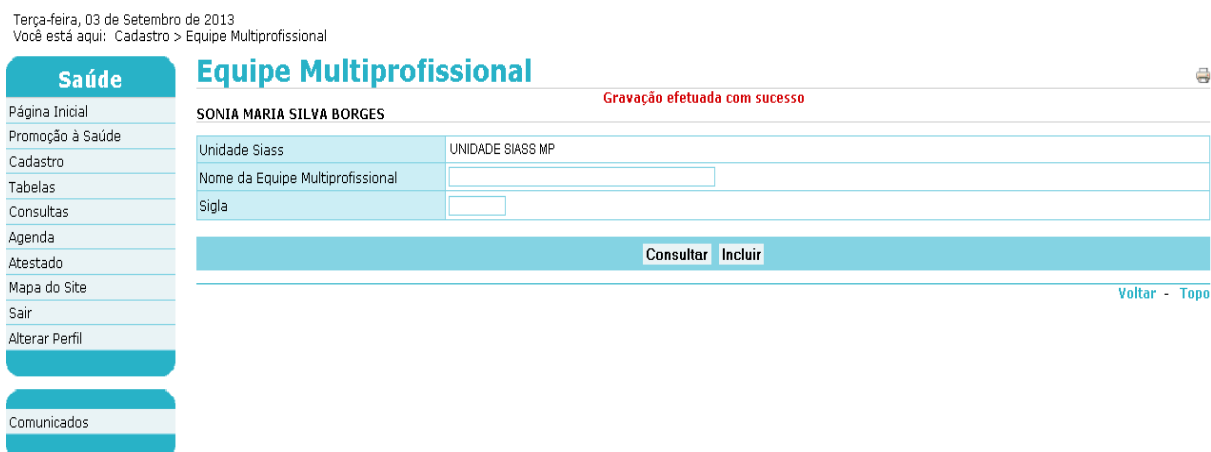 Terça-feira, 03 de Setembro de 2013
Você está aqui: Cadastro > Equipe Multiprofissional
Saúde
Página Inicial
Promoção à Saúde
Cadastro
Tabelas
Consultas
Agenda
Atestado
Mapa do Site
Sair
Alterar Perfil
Comunicados
Equipe Multiprofissional
Gravação efetuada com sucesso
SONIA MARIA SILVA BORGES
Unidade Siass UNIDADE SIASS MP
Nome da Equipe Multiprofissional
Sigla
Consultar Incluir
Voltar - Topo